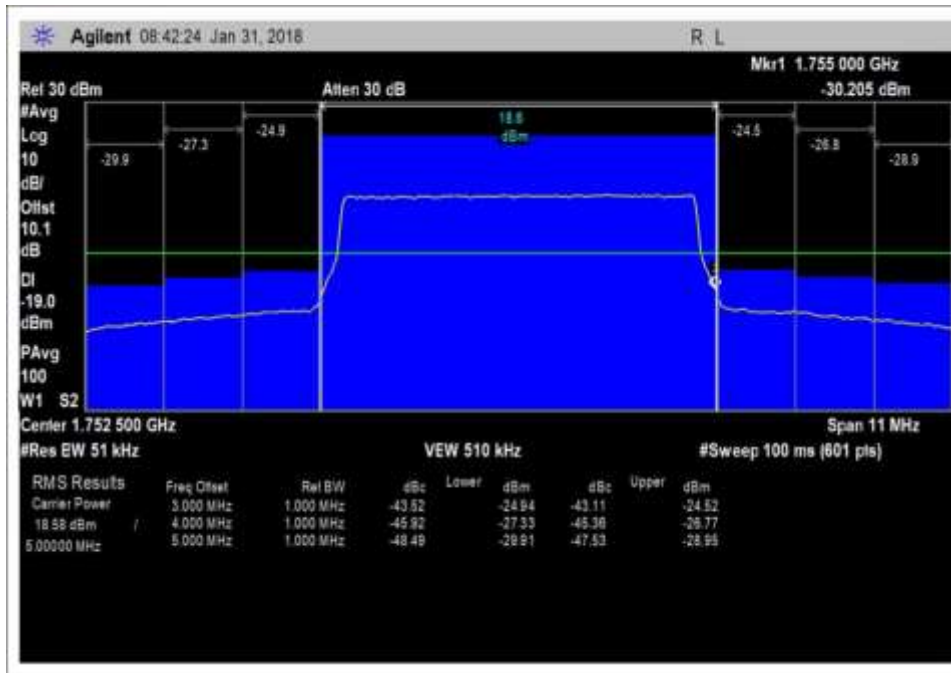 Agilent 08:42:24 Jan 31, 2018 R L
Mkr1 1.755 000 GHz
Ref 30 dBm Atten 30 dB -30.205 dBm
#Avg
Log
10
dB/
Offst
10.1
dB
DI
-19.0
dBm
PAvg
100
W1 S2
18.6
dBm
-29.9 -27.3 -24.9 -24.5 -26.8 -28.9
Center 1.752 500 GHz Span 11 MHz
#Res BW 51 kHz VBW 510 kHz #Sweep 100 ms (601 pts)
RMS Results Freq Offset Ref BW dBc Lower dBm dBc Upper dBm
Carrier Power 3.000 MHz 1.000 MHz -43.52 -24.94 -43.11 -24.52
18.58 dBm / 4.000 MHz 1.000 MHz -45.92 -27.33 -45.36 -26.77
5.00000 MHz 5.000 MHz 1.000 MHz -48.49 -29.91 -47.53 -28.95